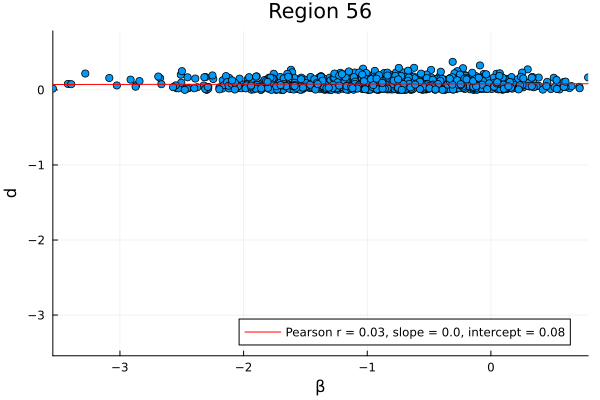 Region 56
0
−1
−2
−3
d
Pearson r = 0.03, slope = 0.0, intercept = 0.08
−3 −2 −1 0
β